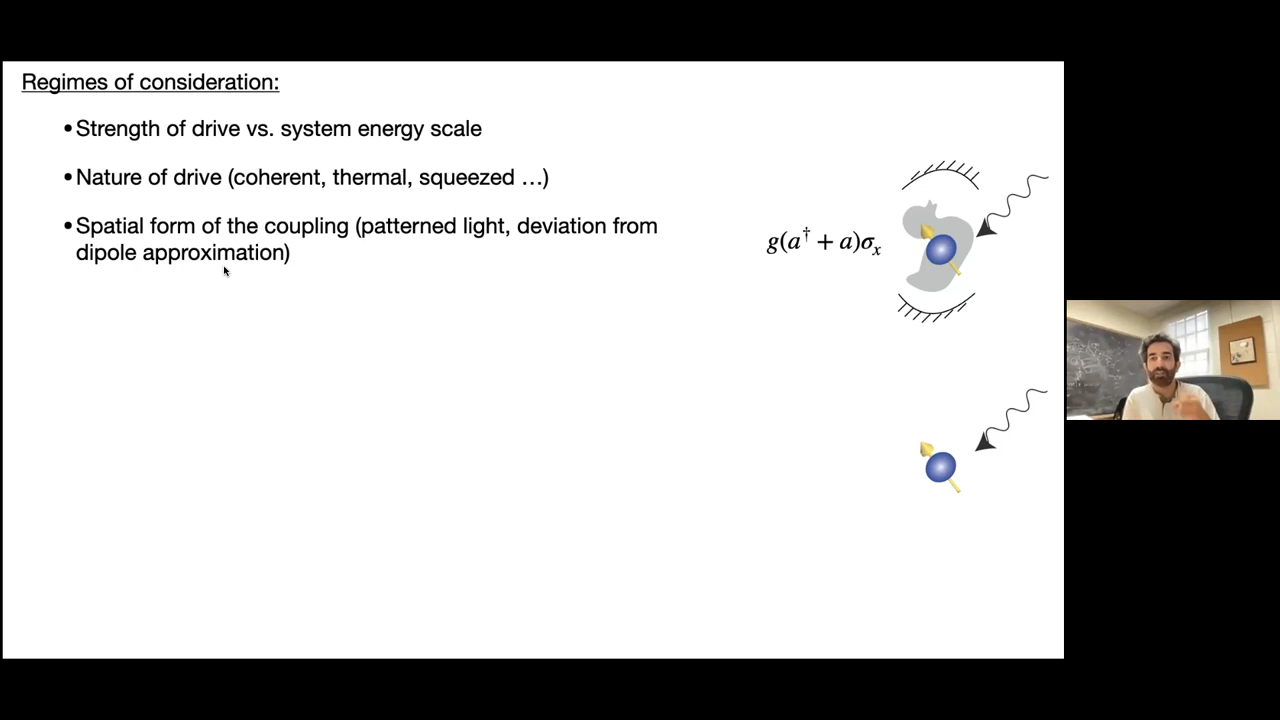 Regimes of consideration:
•Strength of drive vs. system energy scale
•Nature of drive (coherent, thermal, squeezed …)
•Spatial form of the coupling (patterned light, deviation from
dipole approximation)
g(a† + a)σₓ